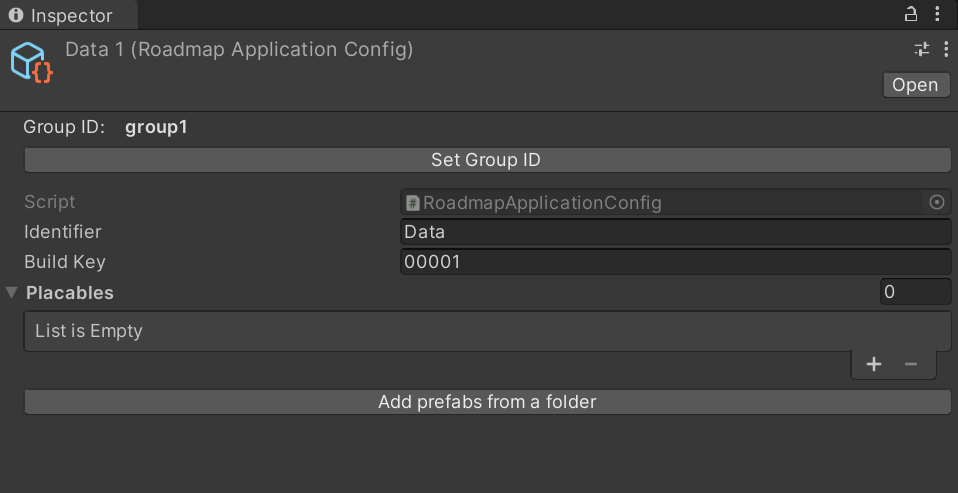 Inspector
Data 1 (Roadmap Application Config)
Open
Group ID: group1
Set Group ID
Script RoadmapApplicationConfig
Identifier Data
Build Key 00001
Placables 0
List is Empty
Add prefabs from a folder